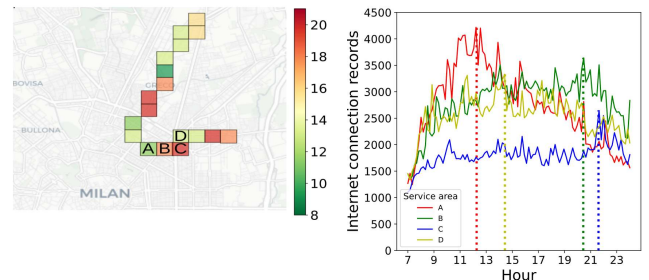 BOVISA
GRECO
BULLONA
MILAN
A B C
D
20
18
16
14
12
10
8
Internet connection records
4500
4000
3500
3000
2500
2000
1500
1000
500
0
Service area
A
B
C
D
7 9 11 13 15 17 19 21 23
Hour